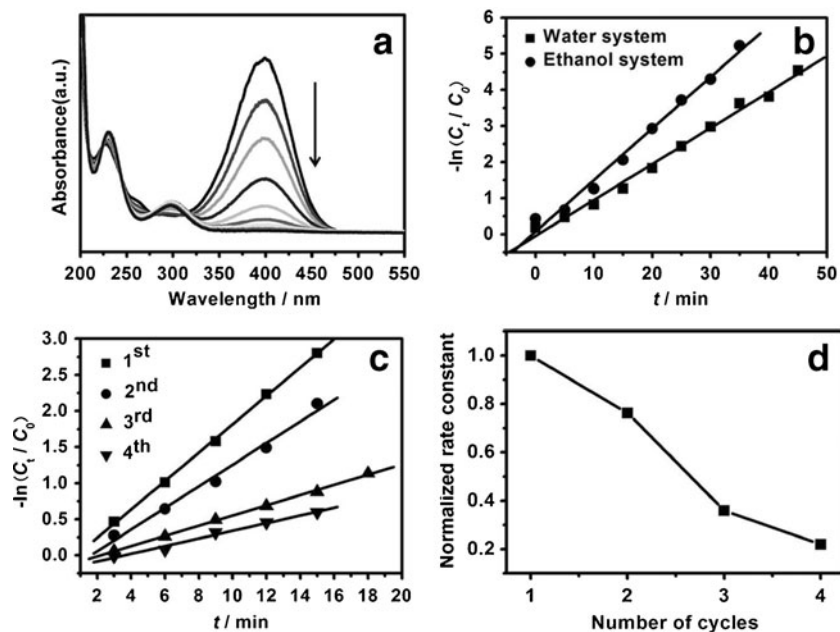 a
Absorbance(a.u.)
200 250 300 350 400 450 500 550
Wavelength / nm
b
-ln(Ct / C0)
6
5
4
3
2
1
0
Water system
Ethanol system
0 10 20 30 40 50
t / min
c
-ln(Ct / C0)
3.0
2.5
2.0
1.5
1.0
0.5
0.0
1st
2nd
3rd
4th
2 4 6 8 10 12 14 16 18 20
t / min
d
Normalized rate constant
1.0
0.8
0.6
0.4
0.2
1 2 3 4
Number of cycles